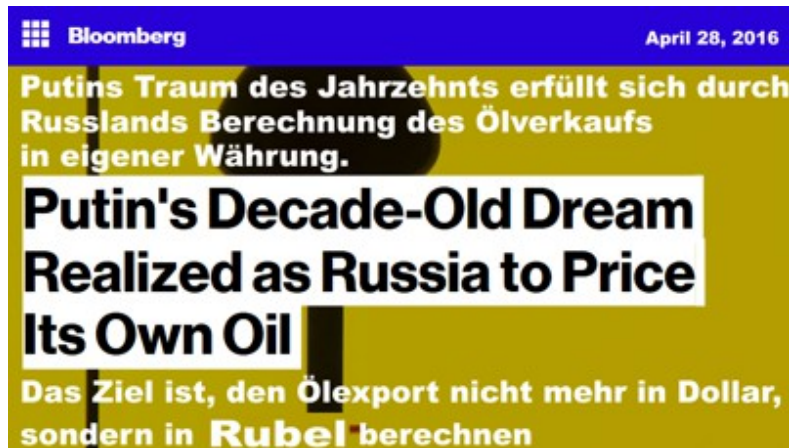 Bloomberg
April 28, 2016
Putins Traum des Jahrzehnts erfüllt sich durch
Russlands Berechnung des Ölverkaufs
in eigener Währung.
Putin's Decade-Old Dream
Realized as Russia to Price
Its Own Oil
Das Ziel ist, den Ölexport nicht mehr in Dollar,
sondern in Rubel berechnen